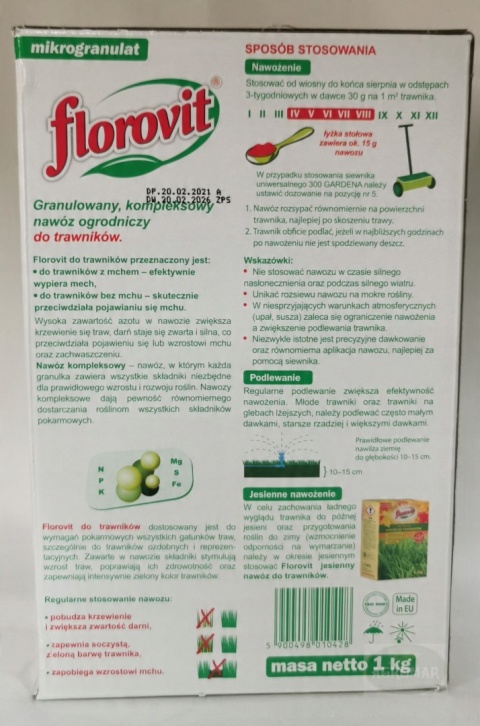 mikrogranulat
florovit®
DP.20.02.2021 A
DW.20.02.2026 ZPS
Granulowany, kompleksowy
nawóz ogrodniczy
do trawników.
Florovit do trawników przeznaczony jest:
• do trawników z mchem – efektywnie
wypiera mech,
• do trawników bez mchu – skutecznie
przeciwdziała pojawianiu się mchu.
Wysoka zawartość azotu w nawozie zwiększa
krzewienie się traw, darń staje się zwarta i silna, co
przeciwdziała pojawieniu się lub wzrostowi mchu
oraz zachwaszczeniu.
Nawóz kompleksowy – nawóz, w którym każda
granulka zawiera wszystkie składniki niezbędne
dla prawidłowego wzrostu i rozwoju roślin. Nawozy
kompleksowe dają pewność równomiernego
dostarczania roślinom wszystkich składników
pokarmowych.
N
P
K
Mg
S
Fe
Florovit do trawników dostosowany jest do
wymagań pokarmowych wszystkich gatunków traw,
szczególnie do trawników ozdobnych i reprezen-
tacyjnych. Zawarte w nawozie składniki stymulują
wzrost traw, poprawiają ich zdrowotność oraz
zapewniają intensywnie zielony kolor trawników.
Regularne stosowanie nawozu:
• pobudza krzewienie
i zwiększa zwartość darni,
• zapewnia soczystą,
zieloną barwę trawnika,
• zapobiega wzrostowi mchu.
SPOSÓB STOSOWANIA
Nawożenie
Stosować od wiosny do końca sierpnia w odstępach
3-tygodniowych w dawce 30 g na 1 m² trawnika.
I II III IV V VI VII VIII IX X XI XII
łyżka stołowa
zawiera ok. 15 g
nawozu
W przypadku stosowania siewnika
uniwersalnego 300 GARDENA należy
ustawić dozowanie na pozycję nr 5.
1. Nawóz rozsypać równomiernie na powierzchni
trawnika, najlepiej po skoszeniu trawy.
2. Trawnik obficie podlać, jeżeli w najbliższych godzinach
po nawożeniu nie jest spodziewany deszcz.
Wskazówki:
• Nie stosować nawozu w czasie silnego
nasłonecznienia oraz podczas silnego wiatru.
• Unikać rozsiewu nawozu na mokre rośliny.
• W niesprzyjających warunkach atmosferycznych
(upał, susza) zaleca się ograniczenie nawożenia
a zwiększenie podlewania trawnika.
• Niezwykle istotne jest precyzyjne dawkowanie
oraz równomierna aplikacja nawozu, najlepiej za
pomocą siewnika.
Podlewanie
Regularne podlewanie zwiększa efektywność
nawożenia. Młode trawniki oraz trawniki na
glebach lżejszych, należy podlewać często małymi
dawkami, starsze rzadziej i większymi dawkami.
Prawidłowe podlewanie
nawilża ziemię
do głębokości 10-15 cm
10–15 cm
Jesienne nawożenie
W celu zachowania ładnego
wyglądu trawnika do późnej
jesieni oraz przygotowania
roślin do zimy (wzmocnienie
odporności na wymarzanie)
należy w okresie jesiennym
stosować Florovit jesienny
nawóz do trawników.
florovit
Made
in EU
5 900498 010428
masa netto 1 kg